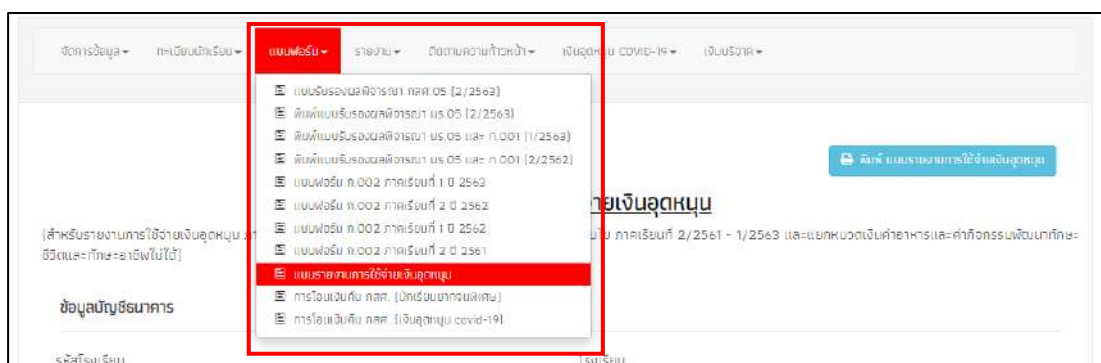 จัดการข้อมูล ทะเบียนนักเรียน แบบฟอร์ม รายงาน ติดตามความก้าวหน้า เงินอุดหนุน COVID-19 เงินบริจาค
แบบรับรองผลพิจารณา กสศ.05 (2/2563)
พิมพ์แบบรับรองผลพิจารณา นร.05 (2/2563)
พิมพ์แบบรับรองผลพิจารณา นร.05 และ ก.001 (1/2563)
พิมพ์แบบรับรองผลพิจารณา นร.05 และ ก.001 (2/2562)
แบบฟอร์ม ก.002 ภาคเรียนที่ 1 ปี 2563
แบบฟอร์ม ก.002 ภาคเรียนที่ 2 ปี 2562
แบบฟอร์ม ก.002 ภาคเรียนที่ 1 ปี 2562
แบบฟอร์ม ก.002 ภาคเรียนที่ 2 ปี 2561
แบบรายงานการใช้จ่ายเงินอุดหนุน
การโอนเงินคืน กสศ. (นักเรียนยากจนพิเศษ)
การโอนเงินคืน กสศ. (เงินอุดหนุน covid-19)
พิมพ์ แบบรายงานการใช้จ่ายเงินอุดหนุน
จ่ายเงินอุดหนุน
(สำหรับรายงานการใช้จ่ายเงินอุดหนุน ภาคเรียนที่ 2/2561 - 1/2563 และแยกหมวดเงินค่าอาหารและค่ากิจกรรมพัฒนาทักษะ
ชีวิตและทักษะอาชีพไม่ได้)
ข้อมูลบัญชีธนาคาร
รหัสโรงเรียน โรงเรียน